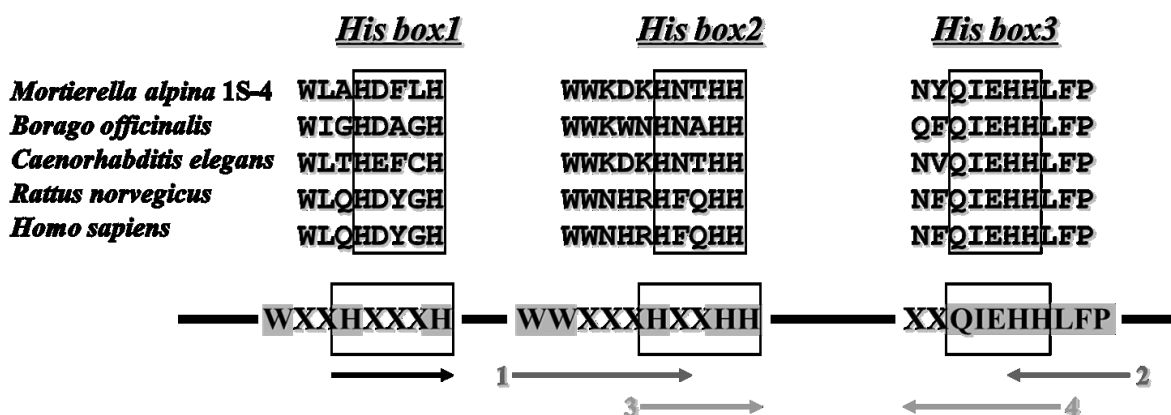 His box1 His box2 His box3
Mortierella alpina 1S-4 WLAHDFLH WWKDKHNTHH NYQIEHHLFP
Borago officinalis WIGHDAGH WWKWNHNAHH QFQIEHHLFP
Caenorhabditis elegans WLTHEFCH WWKDKHNTHH NVQIEHHLFP
Rattus norvegicus WLQHDYGH WWNHRHFQHH NFQIEHHLFP
Homo sapiens WLQHDYGH WWNHRHFQHH NFQIEHHLFP
WXXHXXXH WWXXXHXXHH XXQIEHHLFP
1 2
3 4